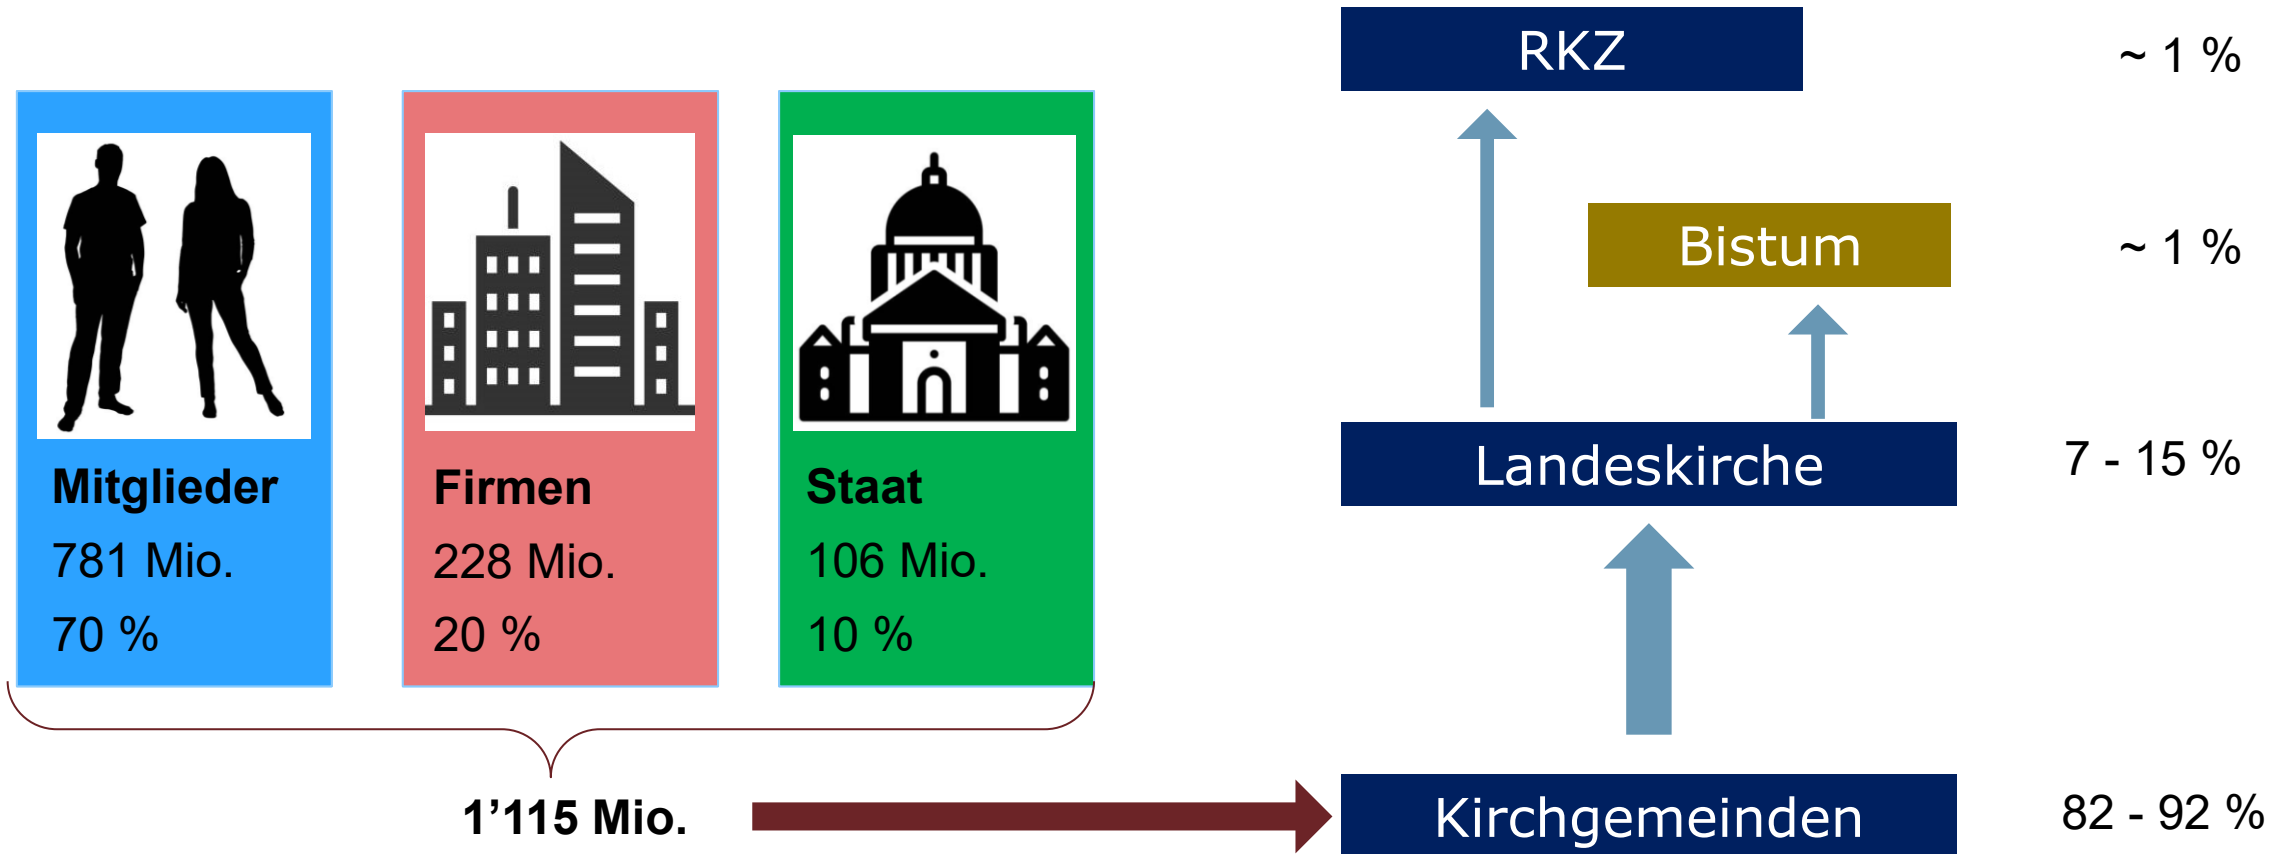 Mitglieder
781 Mio.
70 %
Firmen
228 Mio.
20 %
Staat
106 Mio.
10 %
1’115 Mio.
RKZ
~ 1 %
Bistum
~ 1 %
Landeskirche
7 - 15 %
Kirchgemeinden
82 - 92 %